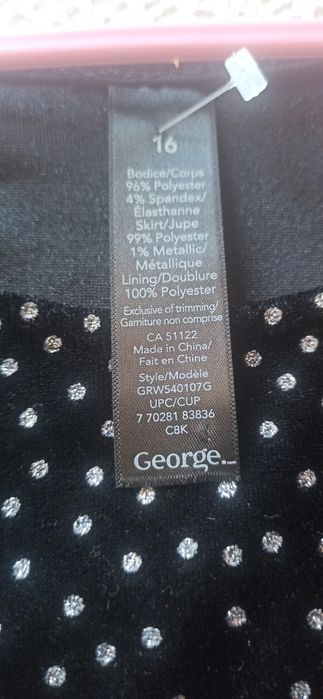 16
Bodice/Corps
96% Polyester
4% Spandex/
Élasthanne
Skirt/Jupe
99% Polyester
1% Metallic/
Métallique
Lining/Doublure
100% Polyester
Exclusive of trimming/
Garniture non comprise
CA 51122
Made in China/
Fait en Chine
Style/Modèle
GRW540107G
UPC/CUP
7 70281 83836
C8K
George.